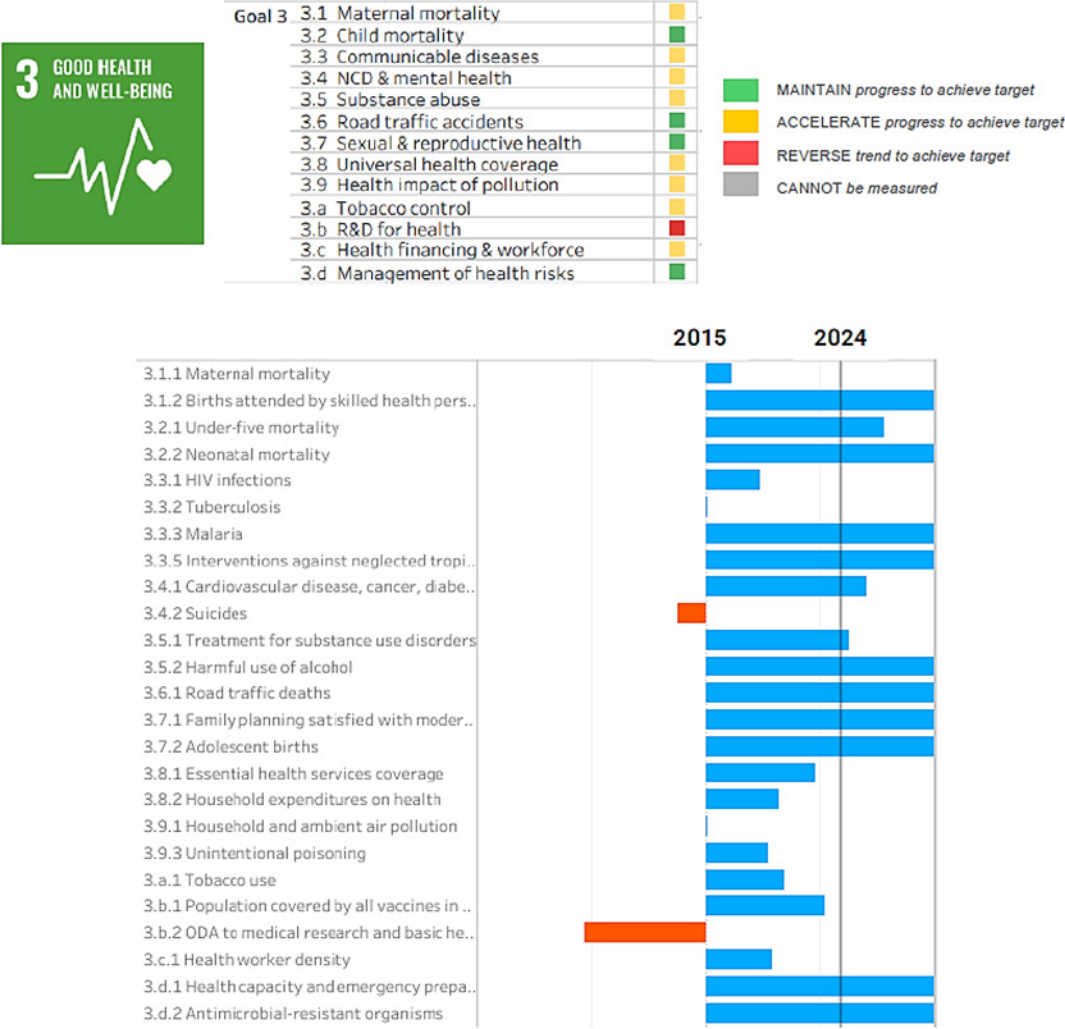 3 GOOD HEALTH
AND WELL-BEING
Goal 3
3.1 Maternal mortality
3.2 Child mortality
3.3 Communicable diseases
3.4 NCD & mental health
3.5 Substance abuse
3.6 Road traffic accidents
3.7 Sexual & reproductive health
3.8 Universal health coverage
3.9 Health impact of pollution
3.a Tobacco control
3.b R&D for health
3.c Health financing & workforce
3.d Management of health risks
MAINTAIN progress to achieve target
ACCELERATE progress to achieve target
REVERSE trend to achieve target
CANNOT be measured
2015 2024
3.1.1 Maternal mortality
3.1.2 Births attended by skilled health pers..
3.2.1 Under-five mortality
3.2.2 Neonatal mortality
3.3.1 HIV infections
3.3.2 Tuberculosis
3.3.3 Malaria
3.3.5 Interventions against neglected tropi..
3.4.1 Cardiovascular disease, cancer, diabe..
3.4.2 Suicides
3.5.1 Treatment for substance use disorders
3.5.2 Harmful use of alcohol
3.6.1 Road traffic deaths
3.7.1 Family planning satisfied with moder..
3.7.2 Adolescent births
3.8.1 Essential health services coverage
3.8.2 Household expenditures on health
3.9.1 Household and ambient air pollution
3.9.3 Unintentional poisoning
3.a.1 Tobacco use
3.b.1 Population covered by all vaccines in ..
3.b.2 ODA to medical research and basic he..
3.c.1 Health worker density
3.d.1 Health capacity and emergency prepa..
3.d.2 Antimicrobial-resistant organisms